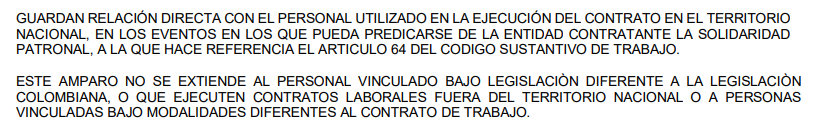 GUARDAN RELACIÓN DIRECTA CON EL PERSONAL UTILIZADO EN LA EJECUCIÓN DEL CONTRATO EN EL TERRITORIO
NACIONAL, EN LOS EVENTOS EN LOS QUE PUEDA PREDICARSE DE LA ENTIDAD CONTRATANTE LA SOLIDARIDAD
PATRONAL, A LA QUE HACE REFERENCIA EL ARTICULO 64 DEL CODIGO SUSTANTIVO DE TRABAJO.
ESTE AMPARO NO SE EXTIENDE AL PERSONAL VINCULADO BAJO LEGISLACIÒN DIFERENTE A LA LEGISLACIÒN
COLOMBIANA, O QUE EJECUTEN CONTRATOS LABORALES FUERA DEL TERRITORIO NACIONAL O A PERSONAS
VINCULADAS BAJO MODALIDADES DIFERENTES AL CONTRATO DE TRABAJO.